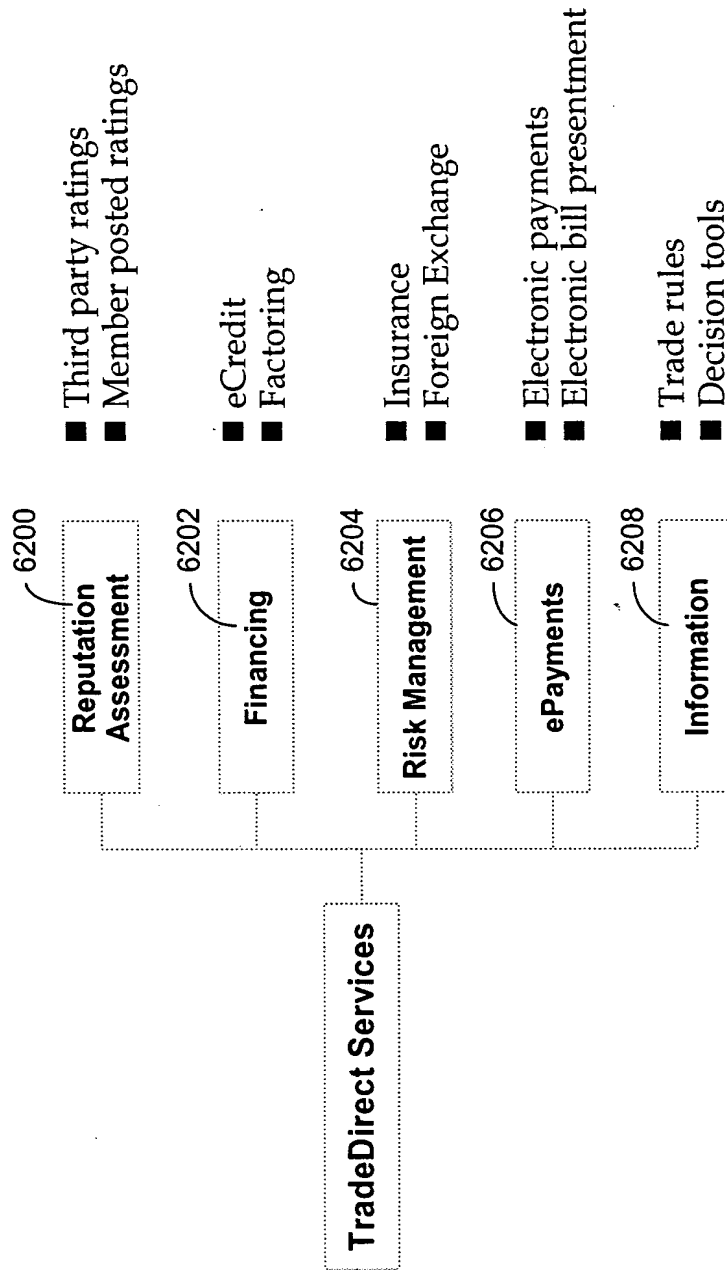 TradeDirect Services
6200
Reputation
Assessment
Third party ratings
Member posted ratings
6202
Financing
eCredit
Factoring
6204
Risk Management
Insurance
Foreign Exchange
6206
ePayments
Electronic payments
Electronic bill presentment
6208
Information
Trade rules
Decision tools